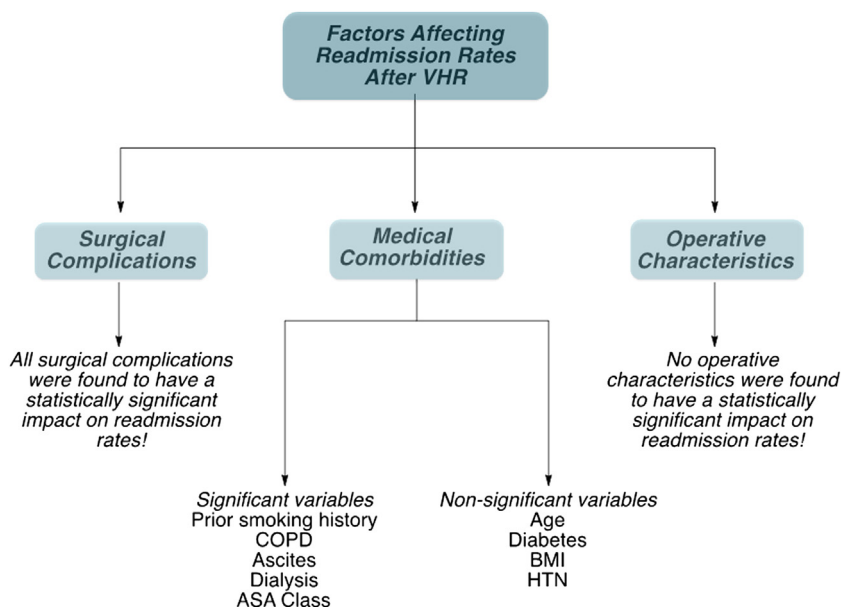 Factors Affecting
Readmission Rates
After VHR
Surgical
Complications
Medical
Comorbidities
Operative
Characteristics
All surgical complications
were found to have a
statistically significant
impact on readmission
rates!
No operative
characteristics were found
to have a statistically
significant impact on
readmission rates!
Significant variables
Prior smoking history
COPD
Ascites
Dialysis
ASA Class
Non-significant variables
Age
Diabetes
BMI
HTN